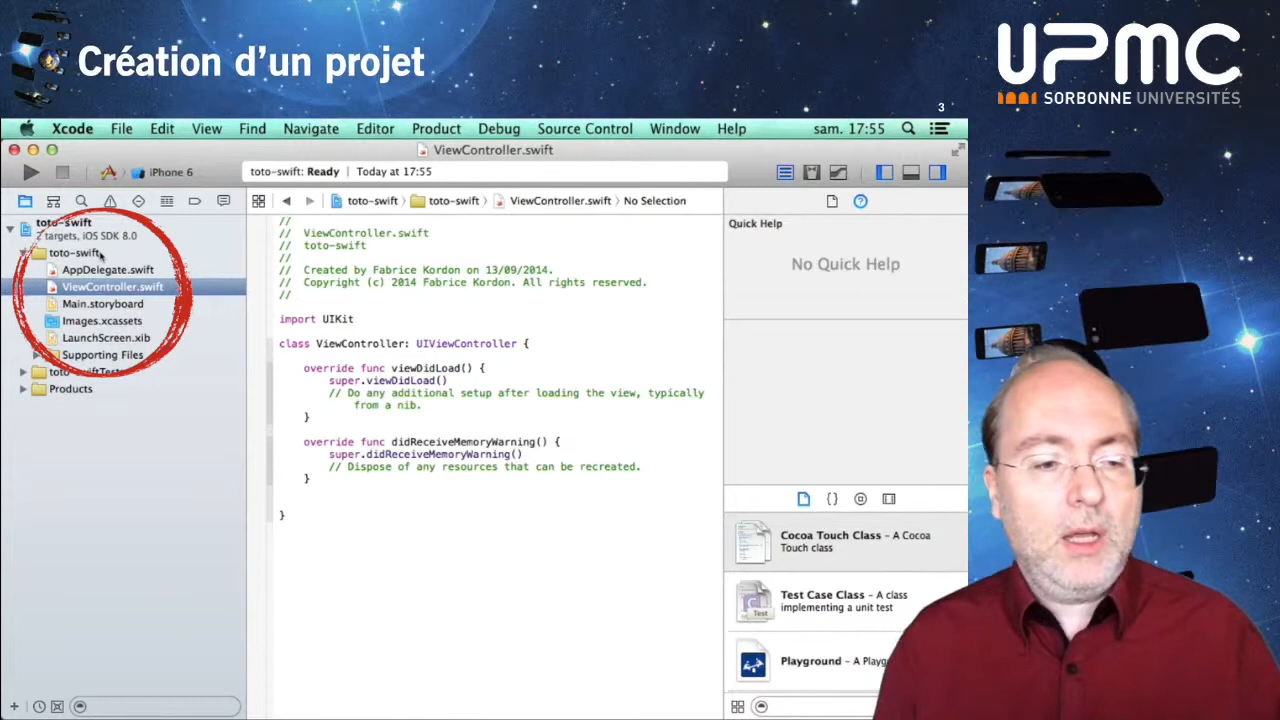 Création d'un projet
UPMC
SORBONNE UNIVERSITÉS
3
Xcode File Edit View Find Navigate Editor Product Debug Source Control Window Help sam. 17:55
ViewController.swift
iPhone 6
toto-swift: Ready | Today at 17:55
toto-swift
2 targets, iOS SDK 8.0
toto-swift
AppDelegate.swift
ViewController.swift
Main.storyboard
Images.xcassets
LaunchScreen.xib
Supporting Files
toto-swiftTests
Products
toto-swift toto-swift ViewController.swift No Selection
//
// ViewController.swift
// toto-swift
//
// Created by Fabrice Kordon on 13/09/2014.
// Copyright (c) 2014 Fabrice Kordon. All rights reserved.
//
import UIKit
class ViewController: UIViewController {
override func viewDidLoad() {
super.viewDidLoad()
// Do any additional setup after loading the view, typically
from a nib.
}
override func didReceiveMemoryWarning() {
super.didReceiveMemoryWarning()
// Dispose of any resources that can be recreated.
}
}
Quick Help
No Quick Help
{}
Cocoa Touch Class – A Cocoa
Touch class
Test Case Class – A class
implementing a unit test
Test
Playground – A Playg